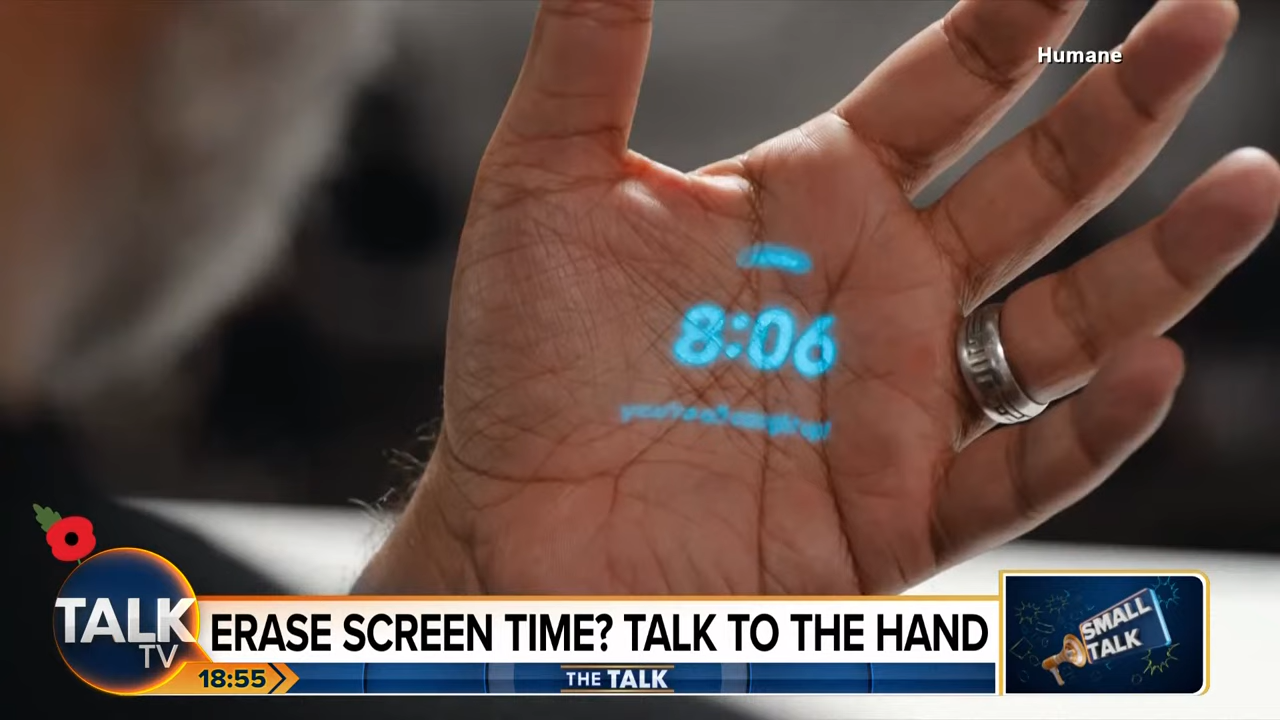 Humane
8:06
TALK
TV
ERASE SCREEN TIME? TALK TO THE HAND
SMALL
TALK
18:55
THE TALK